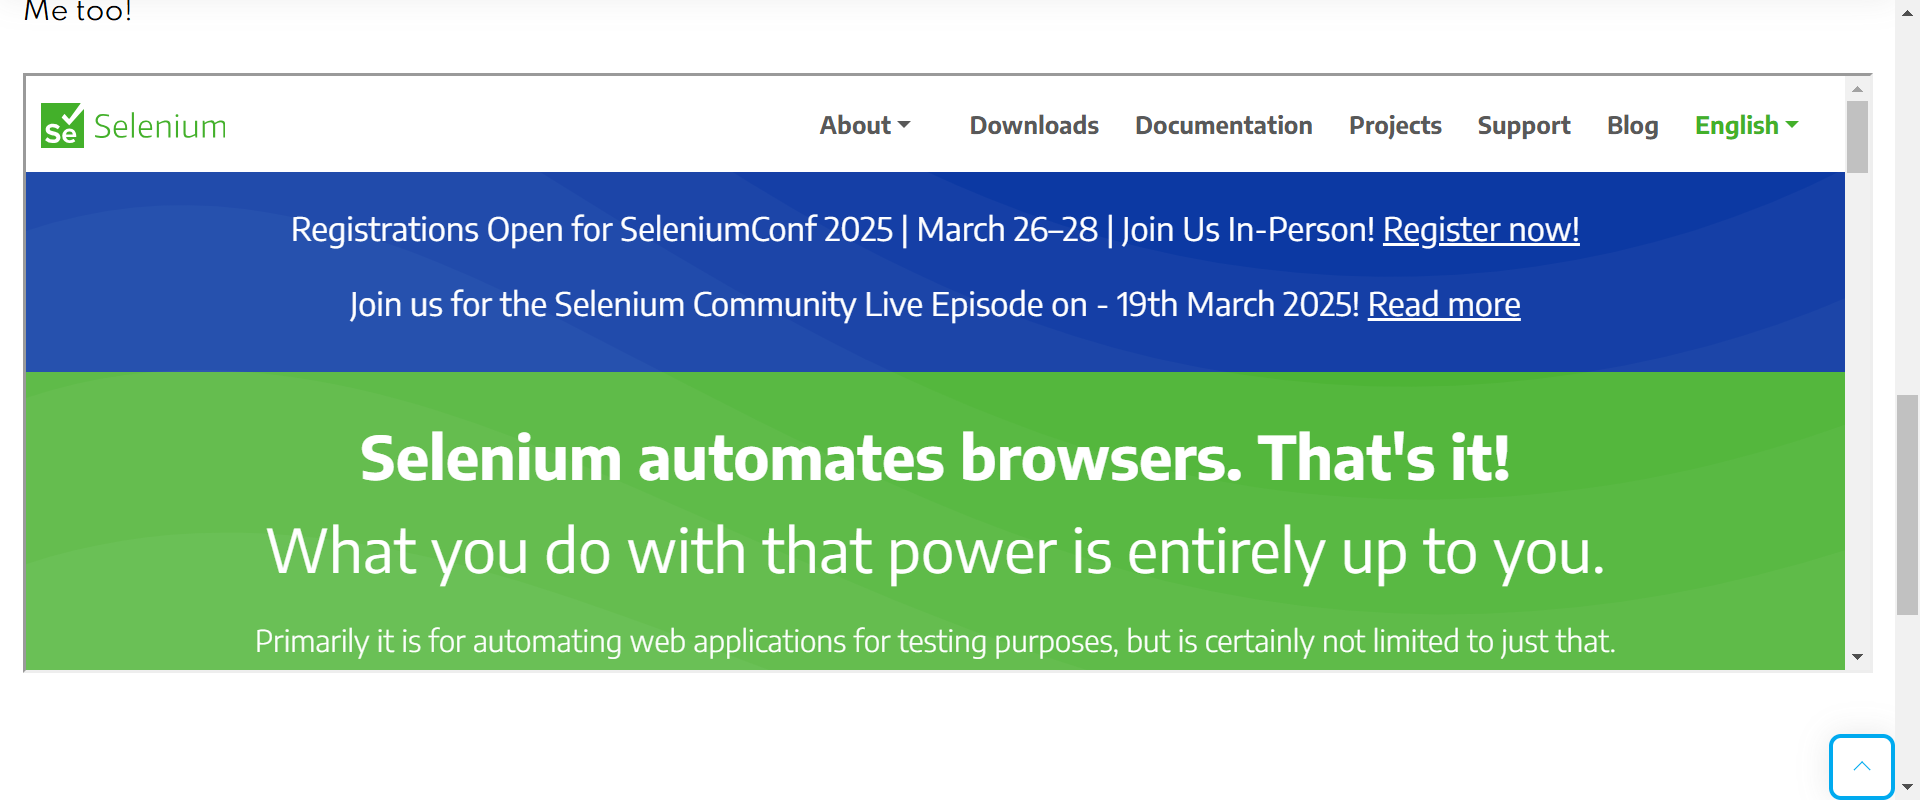 Me too!
Se Selenium
About Downloads Documentation Projects Support Blog English
Registrations Open for SeleniumConf 2025 | March 26–28 | Join Us In-Person! Register now!
Join us for the Selenium Community Live Episode on - 19th March 2025! Read more
Selenium automates browsers. That's it!
What you do with that power is entirely up to you.
Primarily it is for automating web applications for testing purposes, but is certainly not limited to just that.